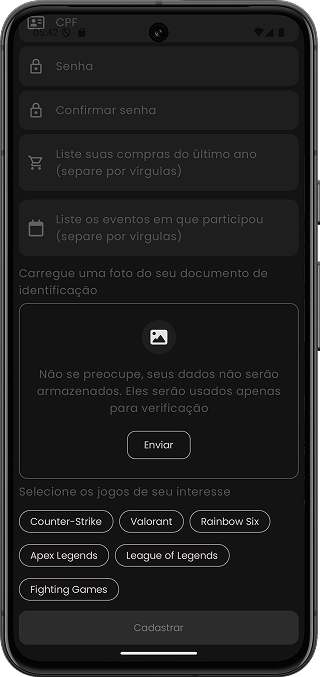 CPF
05:42
Senha
Confirmar senha
Liste suas compras do último ano
(separe por vírgulas)
Liste os eventos em que participou
(separe por vírgulas)
Carregue uma foto do seu documento de
identificação
Não se preocupe, seus dados não serão
armazenados. Eles serão usados apenas
para verificação
Enviar
Selecione os jogos de seu interesse
Counter-Strike
Valorant
Rainbow Six
Apex Legends
League of Legends
Fighting Games
Cadastrar